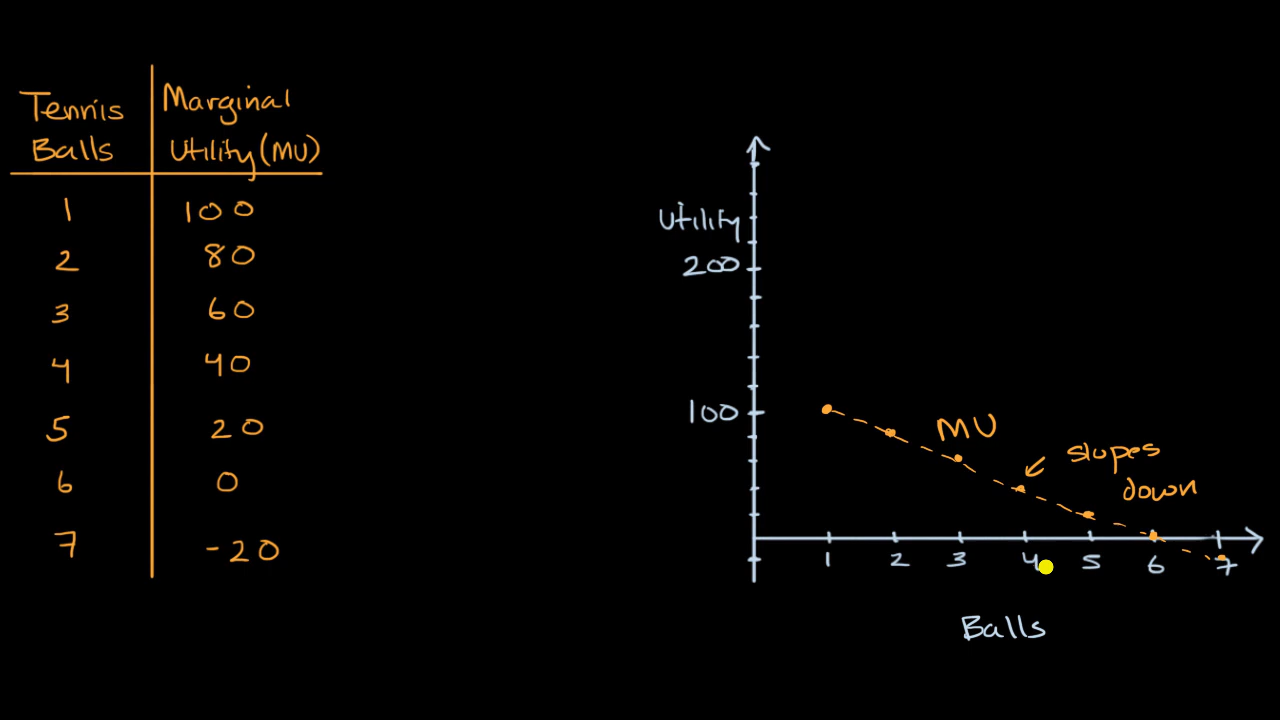 Tennis Balls | Marginal Utility (MU)
1 | 100
2 | 80
3 | 60
4 | 40
5 | 20
6 | 0
7 | -20
Utility
200
100
MU
slopes
down
1 2 3 4 5 6 7
Balls